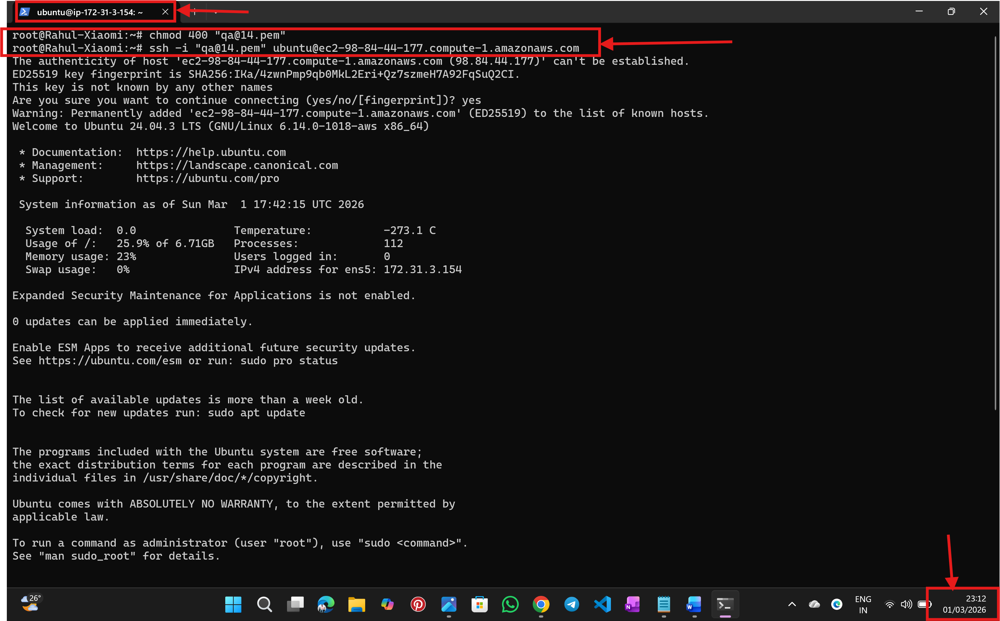 ubuntu@ip-172-31-3-154: ~
root@Rahul-Xiaomi:~# chmod 400 "qa@14.pem"
root@Rahul-Xiaomi:~# ssh -i "qa@14.pem" ubuntu@ec2-98-84-44-177.compute-1.amazonaws.com
The authenticity of host 'ec2-98-84-44-177.compute-1.amazonaws.com (98.84.44.177)' can't be established.
ED25519 key fingerprint is SHA256:IKa/4zwnPmp9qb0MkL2Eri+Qz7szmeH7A92FqSuQ2CI.
This key is not known by any other names
Are you sure you want to continue connecting (yes/no/[fingerprint])? yes
Warning: Permanently added 'ec2-98-84-44-177.compute-1.amazonaws.com' (ED25519) to the list of known hosts.
Welcome to Ubuntu 24.04.3 LTS (GNU/Linux 6.14.0-1018-aws x86_64)
* Documentation:  https://help.ubuntu.com
* Management:     https://landscape.canonical.com
* Support:        https://ubuntu.com/pro
System information as of Sun Mar  1 17:42:15 UTC 2026
System load:  0.0               Temperature:           -273.1 C
Usage of /:   25.9% of 6.71GB   Processes:             112
Memory usage: 23%               Users logged in:       0
Swap usage:   0%                IPv4 address for ens5: 172.31.3.154
Expanded Security Maintenance for Applications is not enabled.
0 updates can be applied immediately.
Enable ESM Apps to receive additional future security updates.
See https://ubuntu.com/esm or run: sudo pro status
The list of available updates is more than a week old.
To check for new updates run: sudo apt update
The programs included with the Ubuntu system are free software;
the exact distribution terms for each program are described in the
individual files in /usr/share/doc/*/copyright.
Ubuntu comes with ABSOLUTELY NO WARRANTY, to the extent permitted by
applicable law.
To run a command as administrator (user "root"), use "sudo <command>".
See "man sudo_root" for details.
26°
ENG
IN
23:12
01/03/2026